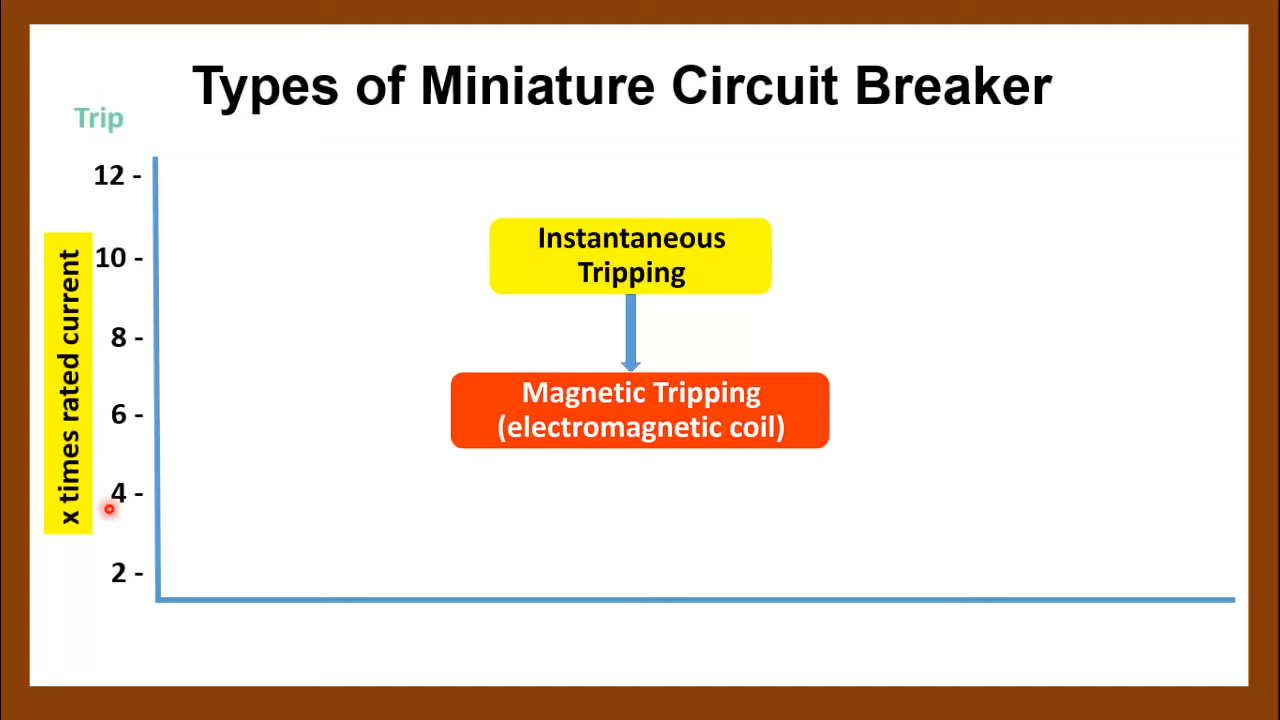 Types of Miniature Circuit Breaker
Trip
12 -
10 -
8 -
6 -
4 -
2 -
x times rated current
Instantaneous
Tripping
Magnetic Tripping
(electromagnetic coil)